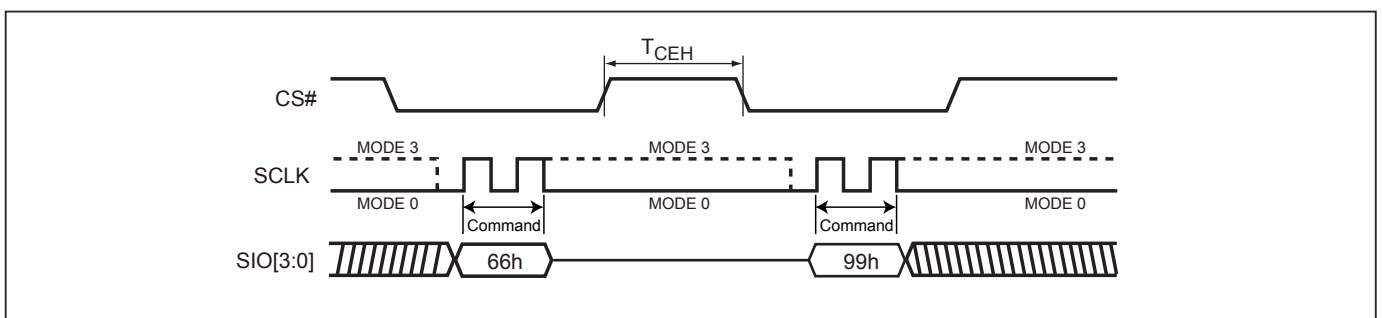 TCEH
CS#
MODE 3 MODE 3 MODE 3
SCLK
MODE 0 MODE 0 MODE 0
Command Command
SIO[3:0] 66h 99h